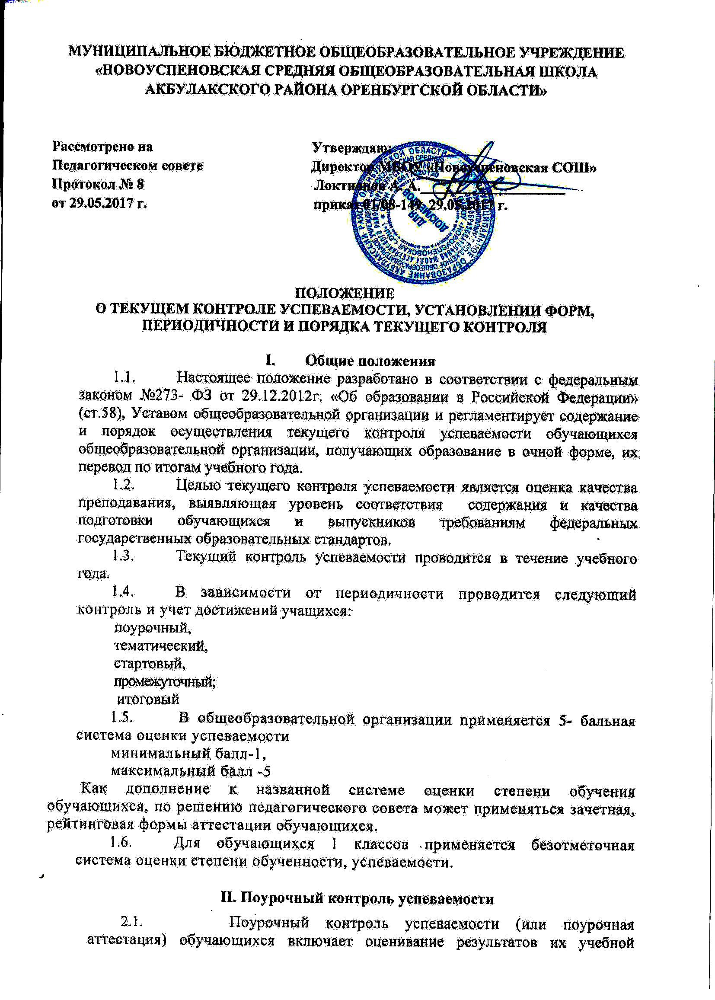 МУНИЦИПАЛЬНОЕ БЮДЖЕТНОЕ ОБЩЕОБРАЗОВАТЕЛЬНОЕ УЧРЕЖДЕНИЕ
«НОВОУСПЕНОВСКАЯ СРЕДНЯЯ ОБЩЕОБРАЗОВАТЕЛЬНАЯ ШКОЛА
АКБУЛАКСКОГО РАЙОНА ОРЕНБУРГСКОЙ ОБЛАСТИ»
Рассмотрено на
Педагогическом совете
Протокол № 8
от 29.05.2017 г.
Утверждаю:
Директор МБОУ «Новоуспеновская СОШ»
Локтионов А. А.
приказ 01/08-149 29.05.2017 г.
ДЛЯ
ДОКУМЕНТОВ
ПОЛОЖЕНИЕ
О ТЕКУЩЕМ КОНТРОЛЕ УСПЕВАЕМОСТИ, УСТАНОВЛЕНИИ ФОРМ,
ПЕРИОДИЧНОСТИ И ПОРЯДКА ТЕКУЩЕГО КОНТРОЛЯ
I. Общие положения
1.1. Настоящее положение разработано в соответствии с федеральным
законом №273- ФЗ от 29.12.2012г. «Об образовании в Российской Федерации»
(ст.58), Уставом общеобразовательной организации и регламентирует содержание
и порядок осуществления текущего контроля успеваемости обучающихся
общеобразовательной организации, получающих образование в очной форме, их
перевод по итогам учебного года.
1.2. Целью текущего контроля успеваемости является оценка качества
преподавания, выявляющая уровень соответствия содержания и качества
подготовки обучающихся и выпускников требованиям федеральных
государственных образовательных стандартов.
1.3. Текущий контроль успеваемости проводится в течение учебного
года.
1.4. В зависимости от периодичности проводится следующий
контроль и учет достижений учащихся:
поурочный,
тематический,
стартовый,
промежуточный;
итоговый
1.5. В общеобразовательной организации применяется 5- бальная
система оценки успеваемости
минимальный балл-1,
максимальный балл -5
Как дополнение к названной системе оценки степени обучения
обучающихся, по решению педагогического совета может применяться зачетная,
рейтинговая формы аттестации обучающихся.
1.6. Для обучающихся 1 классов применяется безотметочная
система оценки степени обученности, успеваемости.
II. Поурочный контроль успеваемости
2.1. Поурочный контроль успеваемости (или поурочная
аттестация) обучающихся включает оценивание результатов их учебной